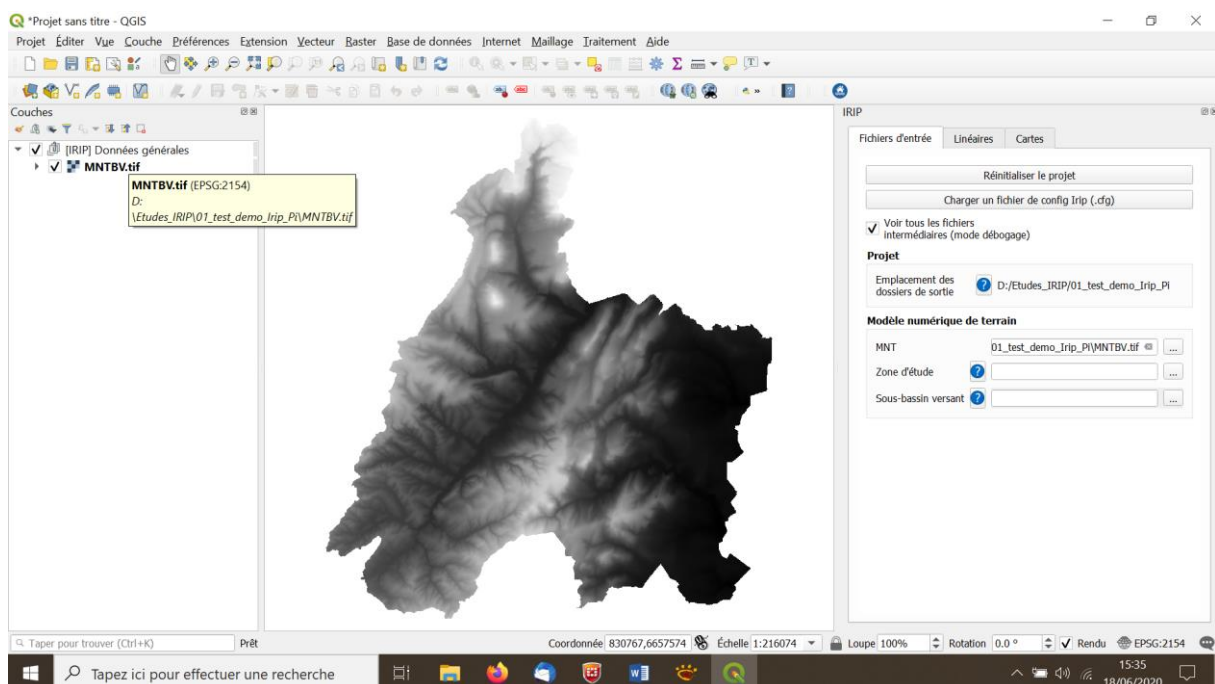 *Projet sans titre - QGIS
Projet Éditer Vue Couche Préférences Extension Vecteur Raster Base de données Internet Maillage Traitement Aide
Couches
[IRIP] Données générales
MNTBV.tif
MNTBV.tif (EPSG:2154)
D:
\Etudes_IRIP\01_test_demo_Irip_Pi\MNTBV.tif
IRIP
Fichiers d'entrée Linéaires Cartes
Réinitialiser le projet
Charger un fichier de config Irip (.cfg)
Voir tous les fichiers
intermédiaires (mode débogage)
Projet
Emplacement des
dossiers de sortie
D:/Etudes_IRIP/01_test_demo_Irip_Pi
Modèle numérique de terrain
MNT 01_test_demo_Irip_Pi\MNTBV.tif ...
Zone d'étude ...
Sous-bassin versant ...
Taper pour trouver (Ctrl+K) Prêt Coordonnée 830767,6657574 Échelle 1:216074 Loupe 100% Rotation 0.0 ° Rendu EPSG:2154
Tapez ici pour effectuer une recherche
15:35
18/06/2020